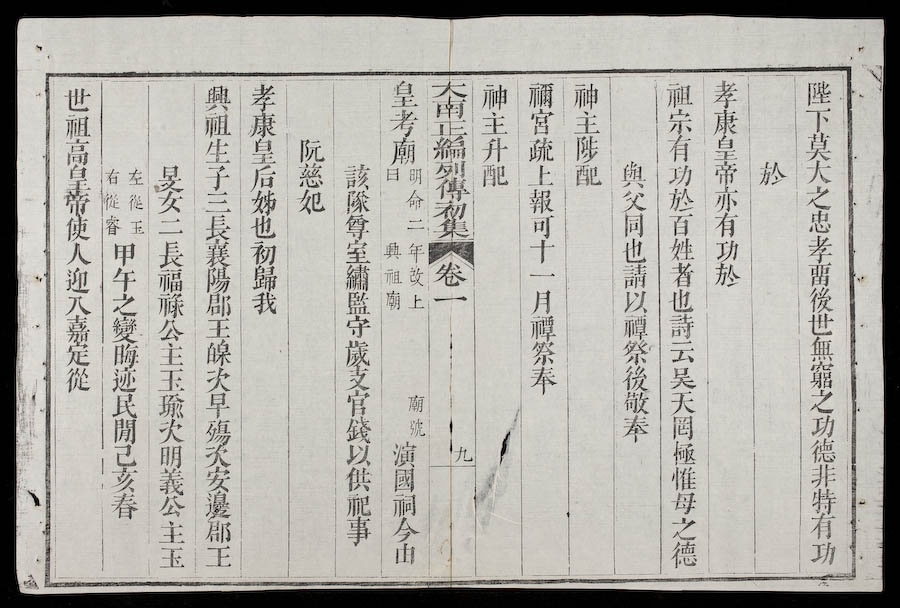 陛下莫大之忠孝畱後世無窮之功德非特有功
於
孝康皇帝亦有功於
祖宗有功於百姓者也詩云昊天罔極惟母之德
與父同也請以禫祭後敬奉
神主陟配
禰宮疏上報可十一月禫祭奉
神主升配
大南正編列傳初集 卷一 九
皇考廟 明命二年改上 廟號
曰 興祖廟 演國祠今由
該隊尊室繡監守歲支官錢以供祀事
阮慈妃
孝康皇后姊也初歸我
興祖生子三長襄陽郡王次早殤次安邊郡王
旻女二長福祿公主玉瑜次明義公主玉
左從玉
右從睿 甲午之變晦迹民間己亥春
世祖高皇帝使人迎入嘉定從